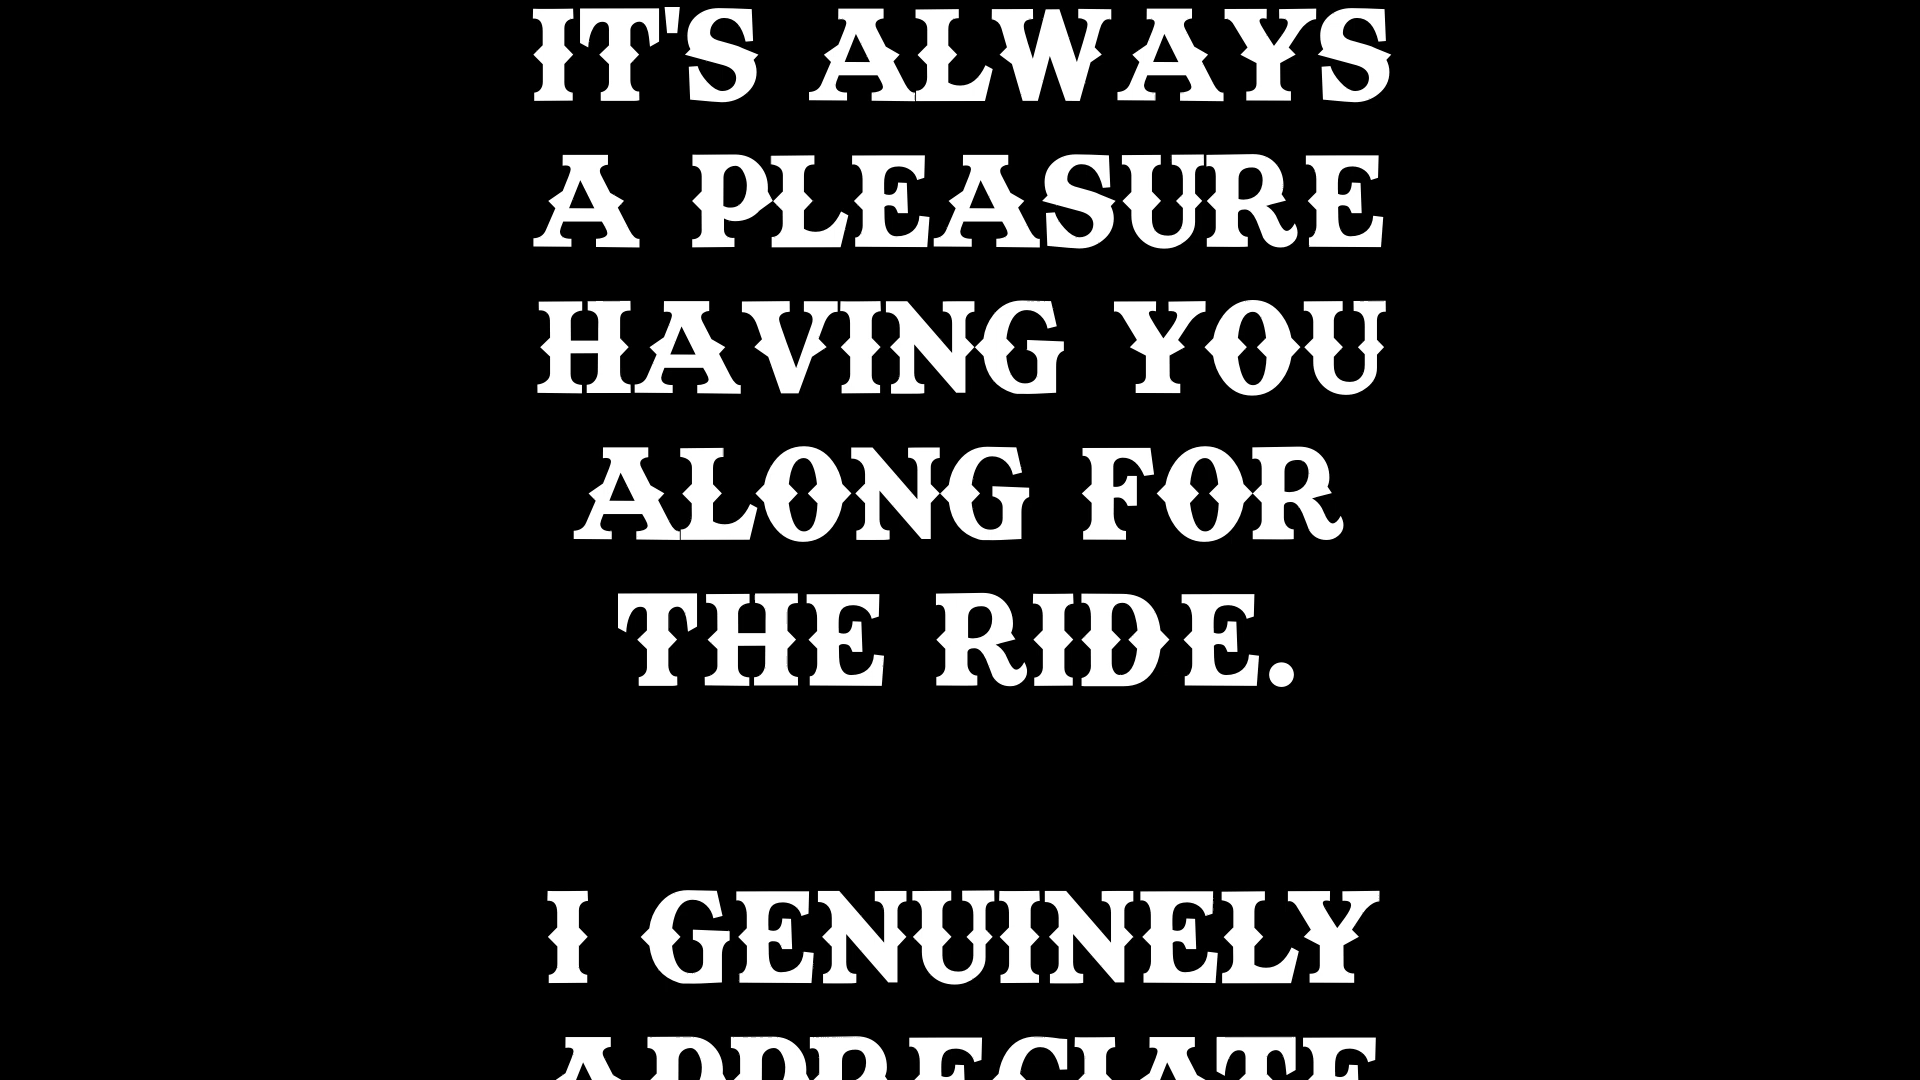 IT'S ALWAYS
A PLEASURE
HAVING YOU
ALONG FOR
THE RIDE.
I GENUINELY
APPRECIATE